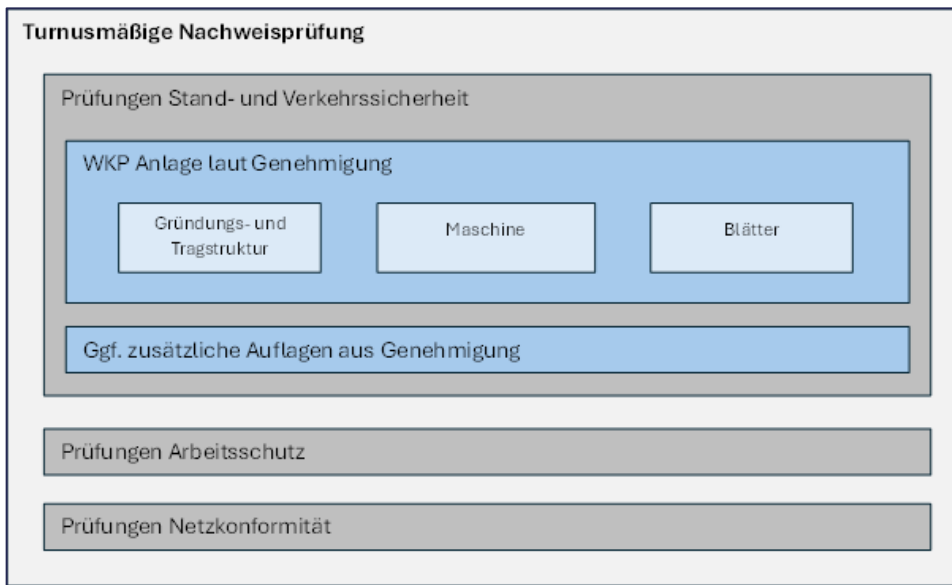 Turnusmäßige Nachweisprüfung
Prüfungen Stand- und Verkehrssicherheit
WKP Anlage laut Genehmigung
Gründungs- und
Tragstruktur
Maschine
Blätter
Ggf. zusätzliche Auflagen aus Genehmigung
Prüfungen Arbeitsschutz
Prüfungen Netzkonformität